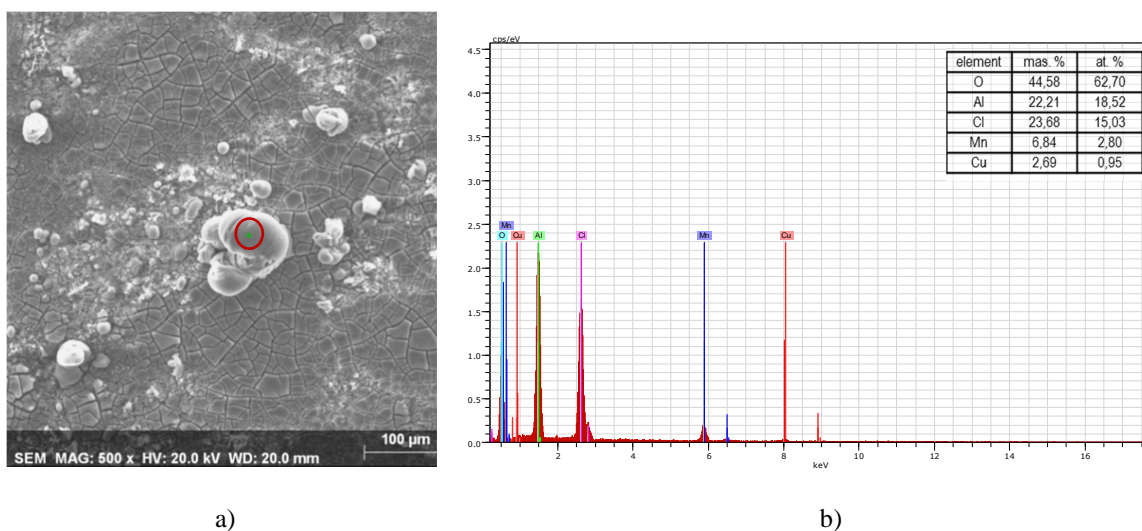 100 µm
SEM MAG: 500 x HV: 20.0 kV WD: 20.0 mm
a)
cps/eV
4.5
4.0
3.5
3.0
2.5
2.0
1.5
1.0
0.5
0.0
Mn
O Cu Al Cl Mn Cu
2 4 6 8 10 12 14 16
keV
element mas. % at. %
O 44,58 62,70
Al 22,21 18,52
Cl 23,68 15,03
Mn 6,84 2,80
Cu 2,69 0,95
b)